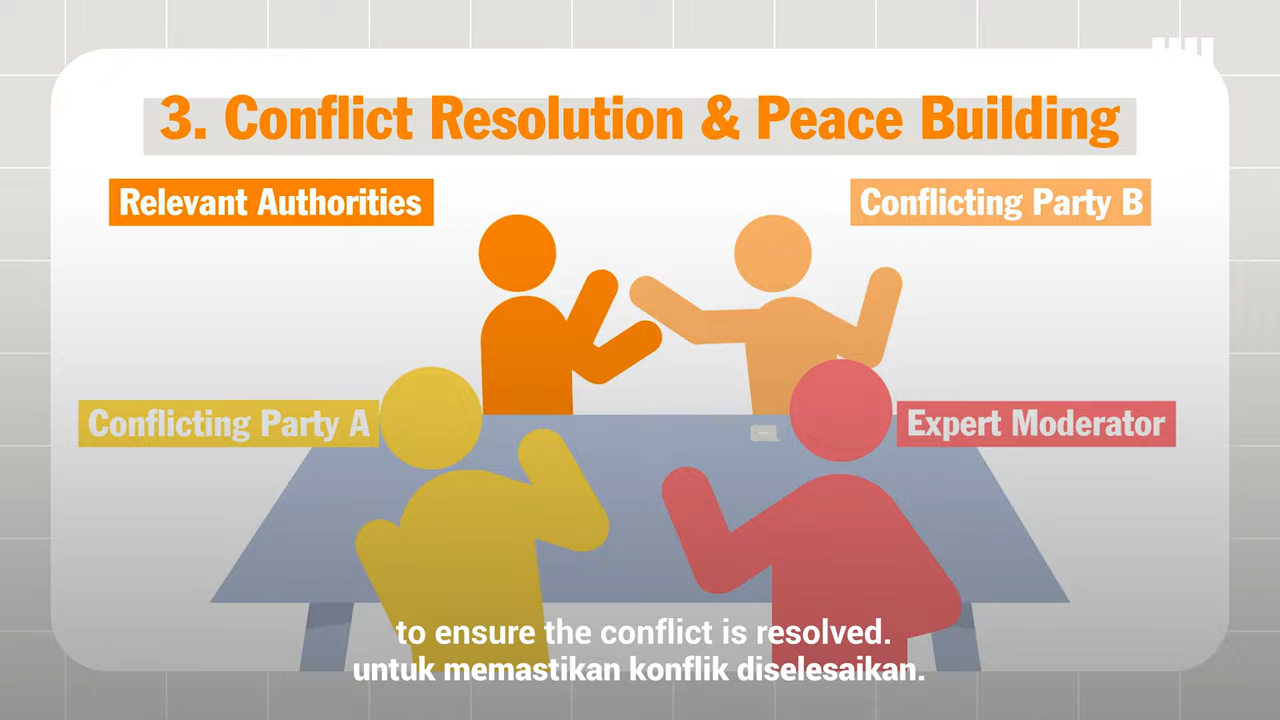 3. Conflict Resolution & Peace Building
Relevant Authorities
Conflicting Party B
Conflicting Party A
Expert Moderator
to ensure the conflict is resolved.
untuk memastikan konflik diselesaikan.